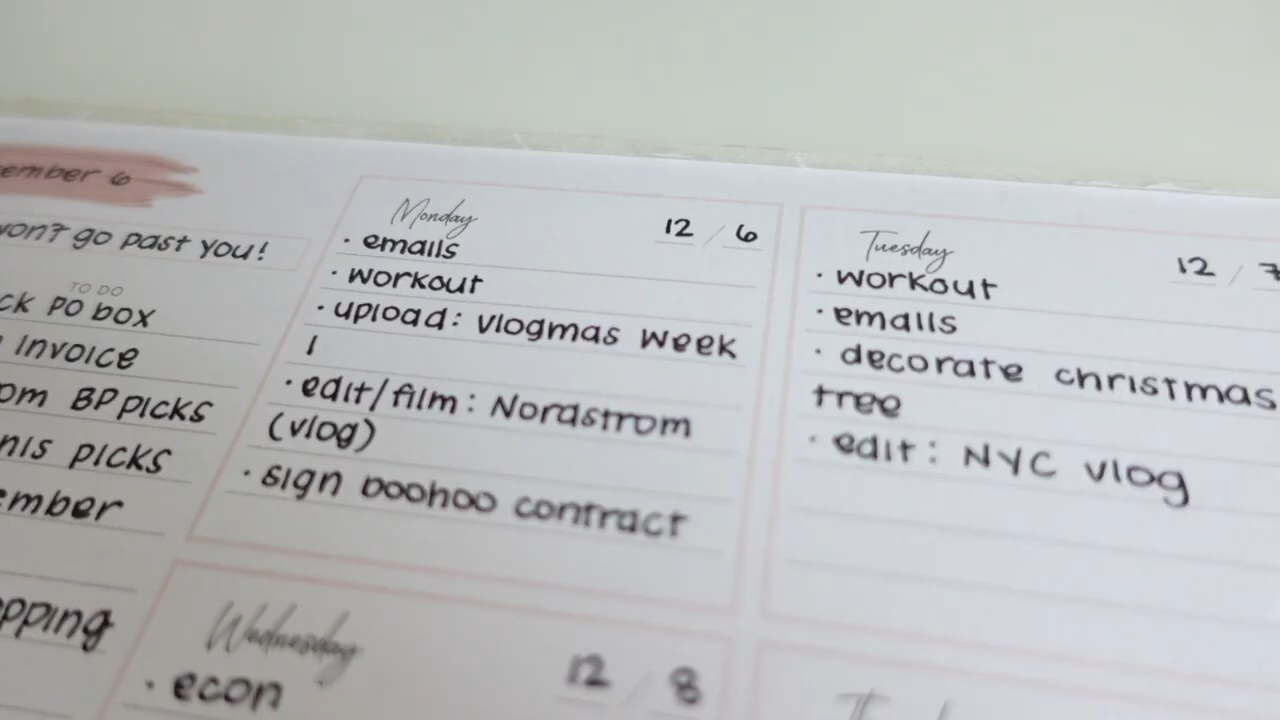 ember 6
won't go past you!
TO DO
ck PO box
invoice
om BP picks
nis picks
ember
pping
Monday 12 / 6
· emails
· workout
· upload: vlogmas week
1
· edit/film: Nordstrom
(vlog)
· sign boohoo contract
Tuesday 12 / 7
· workout
· emails
· decorate christmas
tree
· edit: NYC vlog
Wednesday 12 / 8
· econ